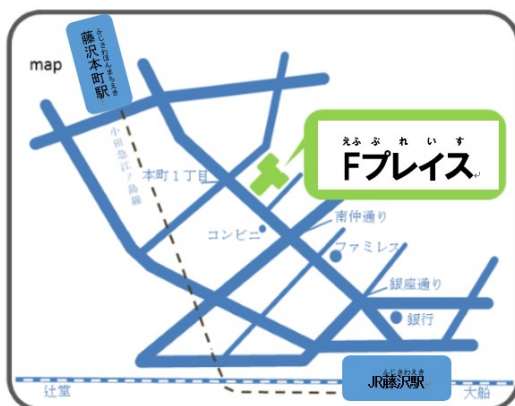 map
ふじさわほんまちえき
藤沢本町駅
小田急江ノ島線
えふぷれいす
Fプレイス
本町1丁目
コンビニ
南仲通り
ファミレス
銀座通り
銀行
ふじさわえき
JR藤沢駅
辻堂
大船